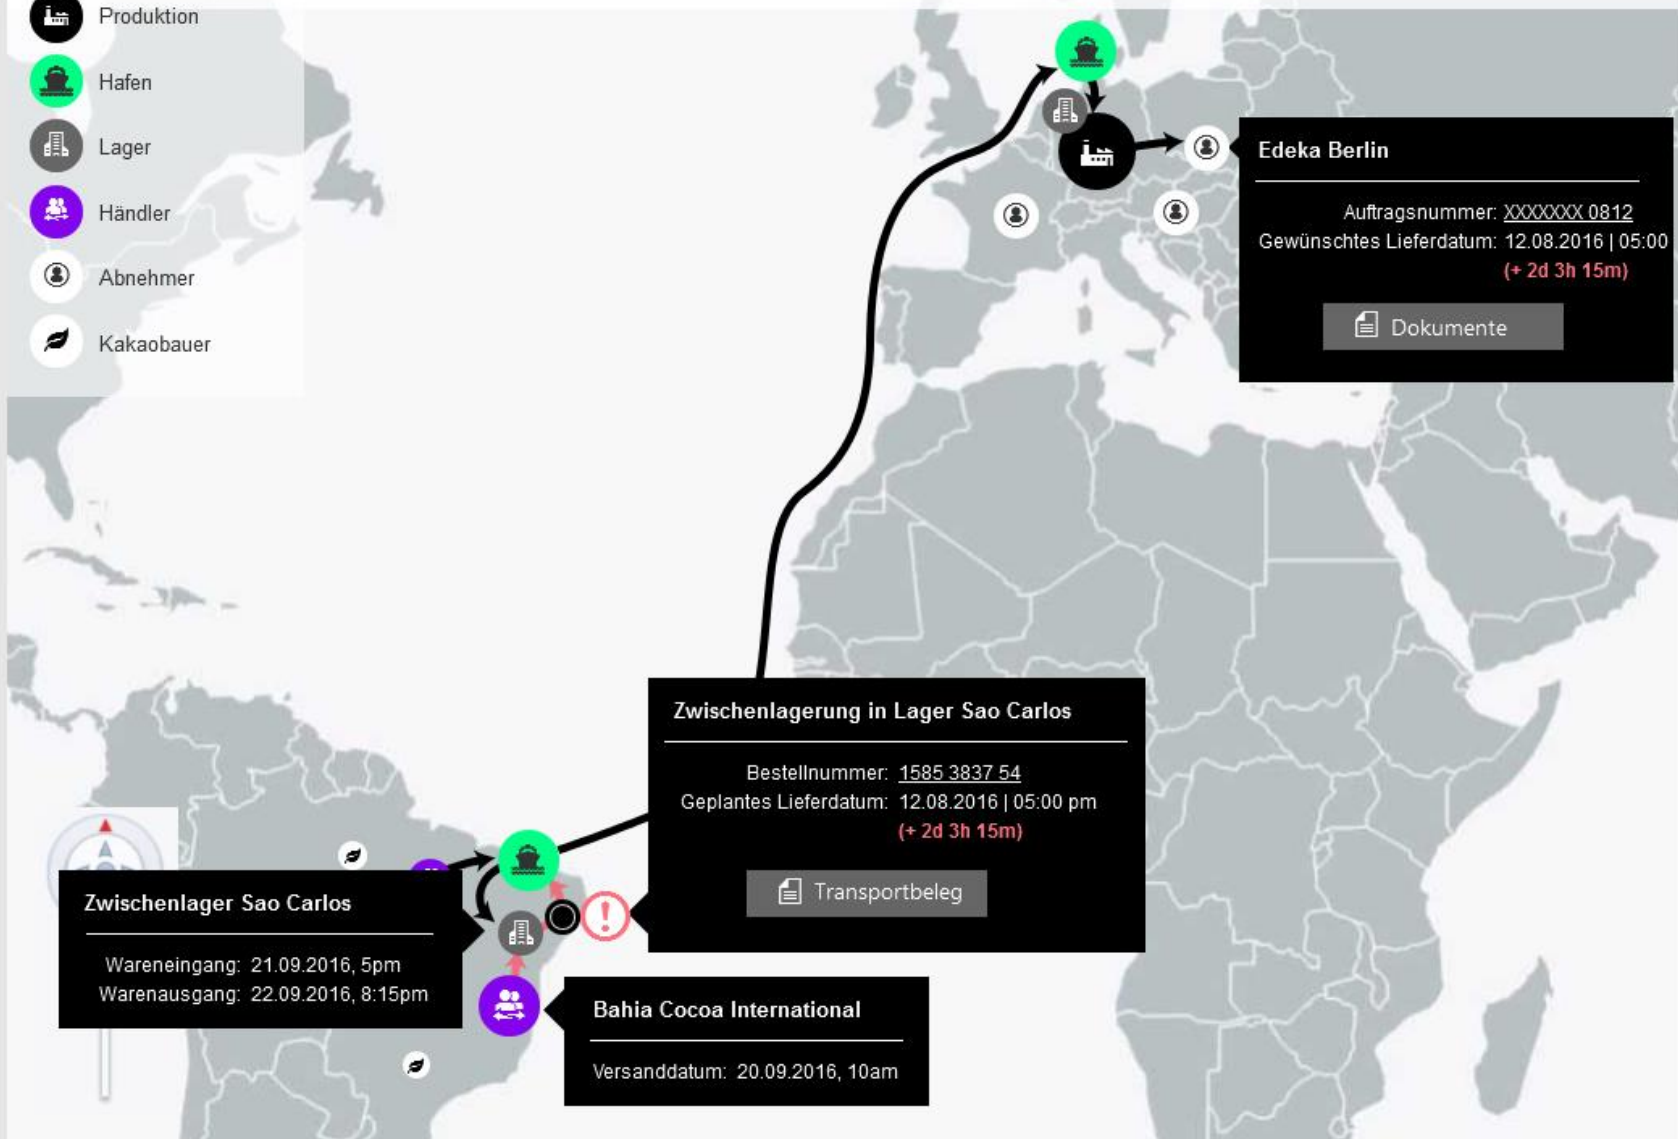 Produktion
Hafen
Lager
Händler
Abnehmer
Kakaobauer
Edeka Berlin
Auftragsnummer: XXXXXXX 0812
Gewünschtes Lieferdatum: 12.08.2016 | 05:00
(+ 2d 3h 15m)
Dokumente
Zwischenlagerung in Lager Sao Carlos
Bestellnummer: 1585 3837 54
Geplantes Lieferdatum: 12.08.2016 | 05:00 pm
(+ 2d 3h 15m)
Transportbeleg
Zwischenlager Sao Carlos
Wareneingang: 21.09.2016, 5pm
Warenausgang: 22.09.2016, 8:15pm
Bahia Cocoa International
Versanddatum: 20.09.2016, 10am